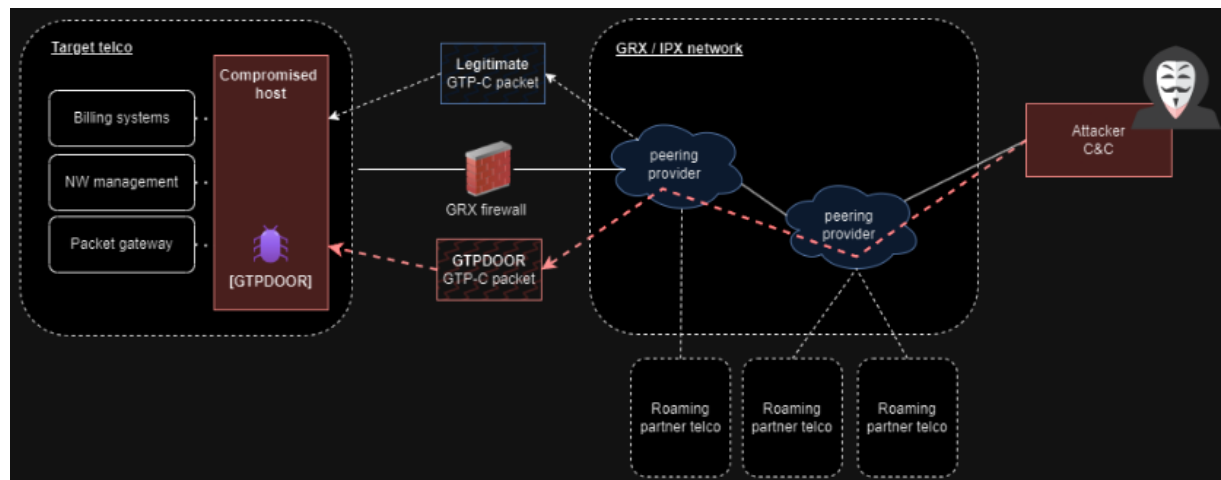 Target telco
Compromised
host
Billing systems
NW management
Packet gateway
[GTPDOOR]
Legitimate
GTP-C packet
GRX firewall
GTPDOOR
GTP-C packet
GRX / IPX network
peering
provider
peering
provider
Attacker
C&C
Roaming
partner telco
Roaming
partner telco
Roaming
partner telco